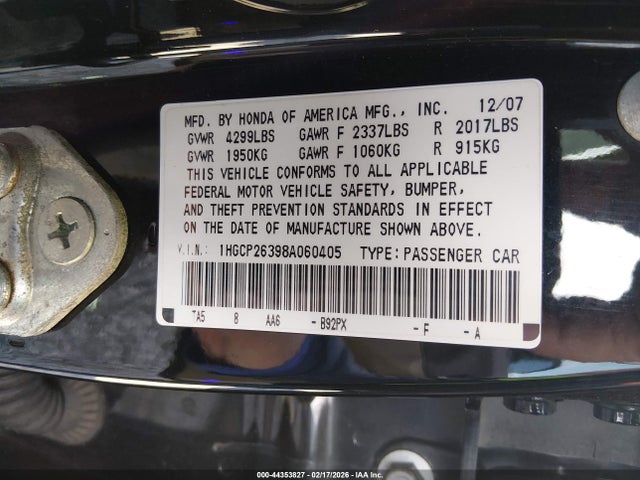 MFD. BY HONDA OF AMERICA MFG., INC. 12/07
GVWR 4299LBS GAWR F 2337LBS R 2017LBS
GVWR 1950KG GAWR F 1060KG R 915KG
THIS VEHICLE CONFORMS TO ALL APPLICABLE
FEDERAL MOTOR VEHICLE SAFETY, BUMPER,
AND THEFT PREVENTION STANDARDS IN EFFECT
ON THE DATE OF MANUFACTURE SHOWN ABOVE.
V.I.N.: 1HGCP26398A060405 TYPE: PASSENGER CAR
TA5 8 AA6 - B92PX - F - A
000-44353827 - 02/17/2026 - IAA Inc.